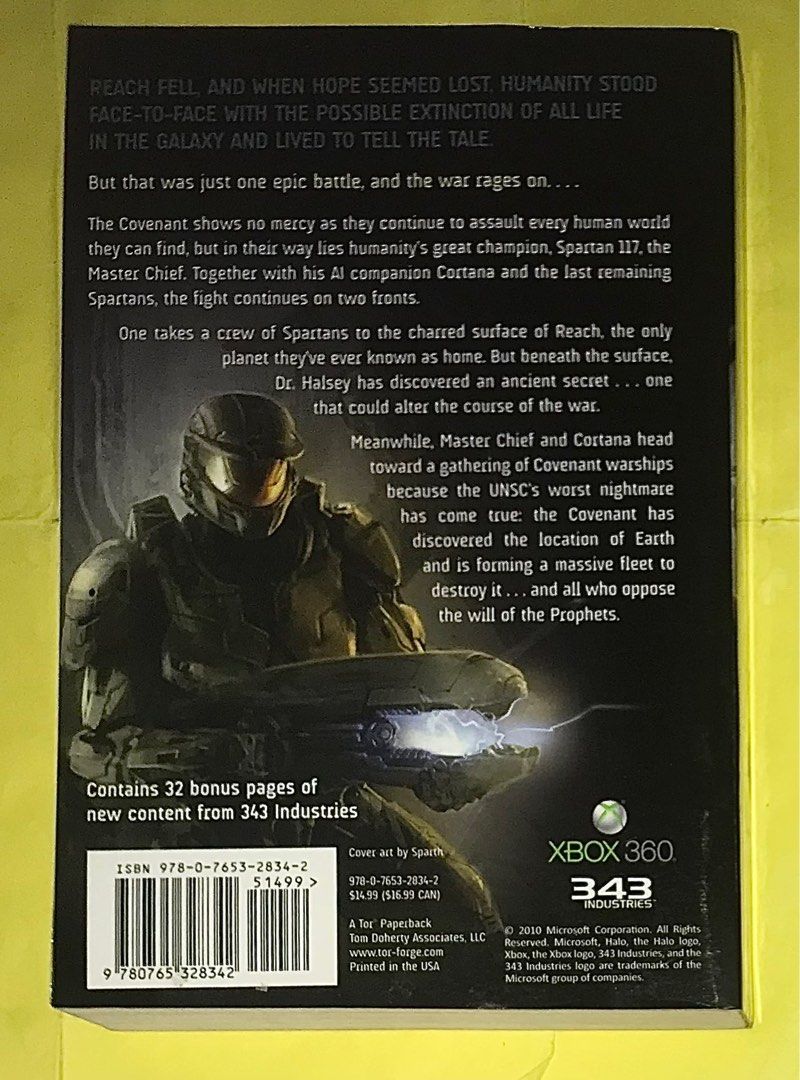 REACH FELL, AND WHEN HOPE SEEMED LOST, HUMANITY STOOD
FACE-TO-FACE WITH THE POSSIBLE EXTINCTION OF ALL LIFE
IN THE GALAXY AND LIVED TO TELL THE TALE.
But that was just one epic battle, and the war rages on....
The Covenant shows no mercy as they continue to assault every human world
they can find, but in their way lies humanity's great champion, Spartan 117, the
Master Chief. Together with his AI companion Cortana and the last remaining
Spartans, the fight continues on two fronts.
One takes a crew of Spartans to the charred surface of Reach, the only
planet they've ever known as home. But beneath the surface,
Dr. Halsey has discovered an ancient secret ... one
that could alter the course of the war.
Meanwhile, Master Chief and Cortana head
toward a gathering of Covenant warships
because the UNSC's worst nightmare
has come true: the Covenant has
discovered the location of Earth
and is forming a massive fleet to
destroy it ... and all who oppose
the will of the Prophets.
Contains 32 bonus pages of
new content from 343 Industries
ISBN 978-0-7653-2834-2
51499>
9 780765 328342
Cover art by Sparth
978-0-7653-2834-2
$14.99 ($16.99 CAN)
A Tor® Paperback
Tom Doherty Associates, LLC
www.tor-forge.com
Printed in the USA
XBOX 360
343
INDUSTRIES™
© 2010 Microsoft Corporation. All Rights
Reserved. Microsoft, Halo, the Halo logo,
Xbox, the Xbox logo, 343 Industries, and the
343 Industries logo are trademarks of the
Microsoft group of companies.